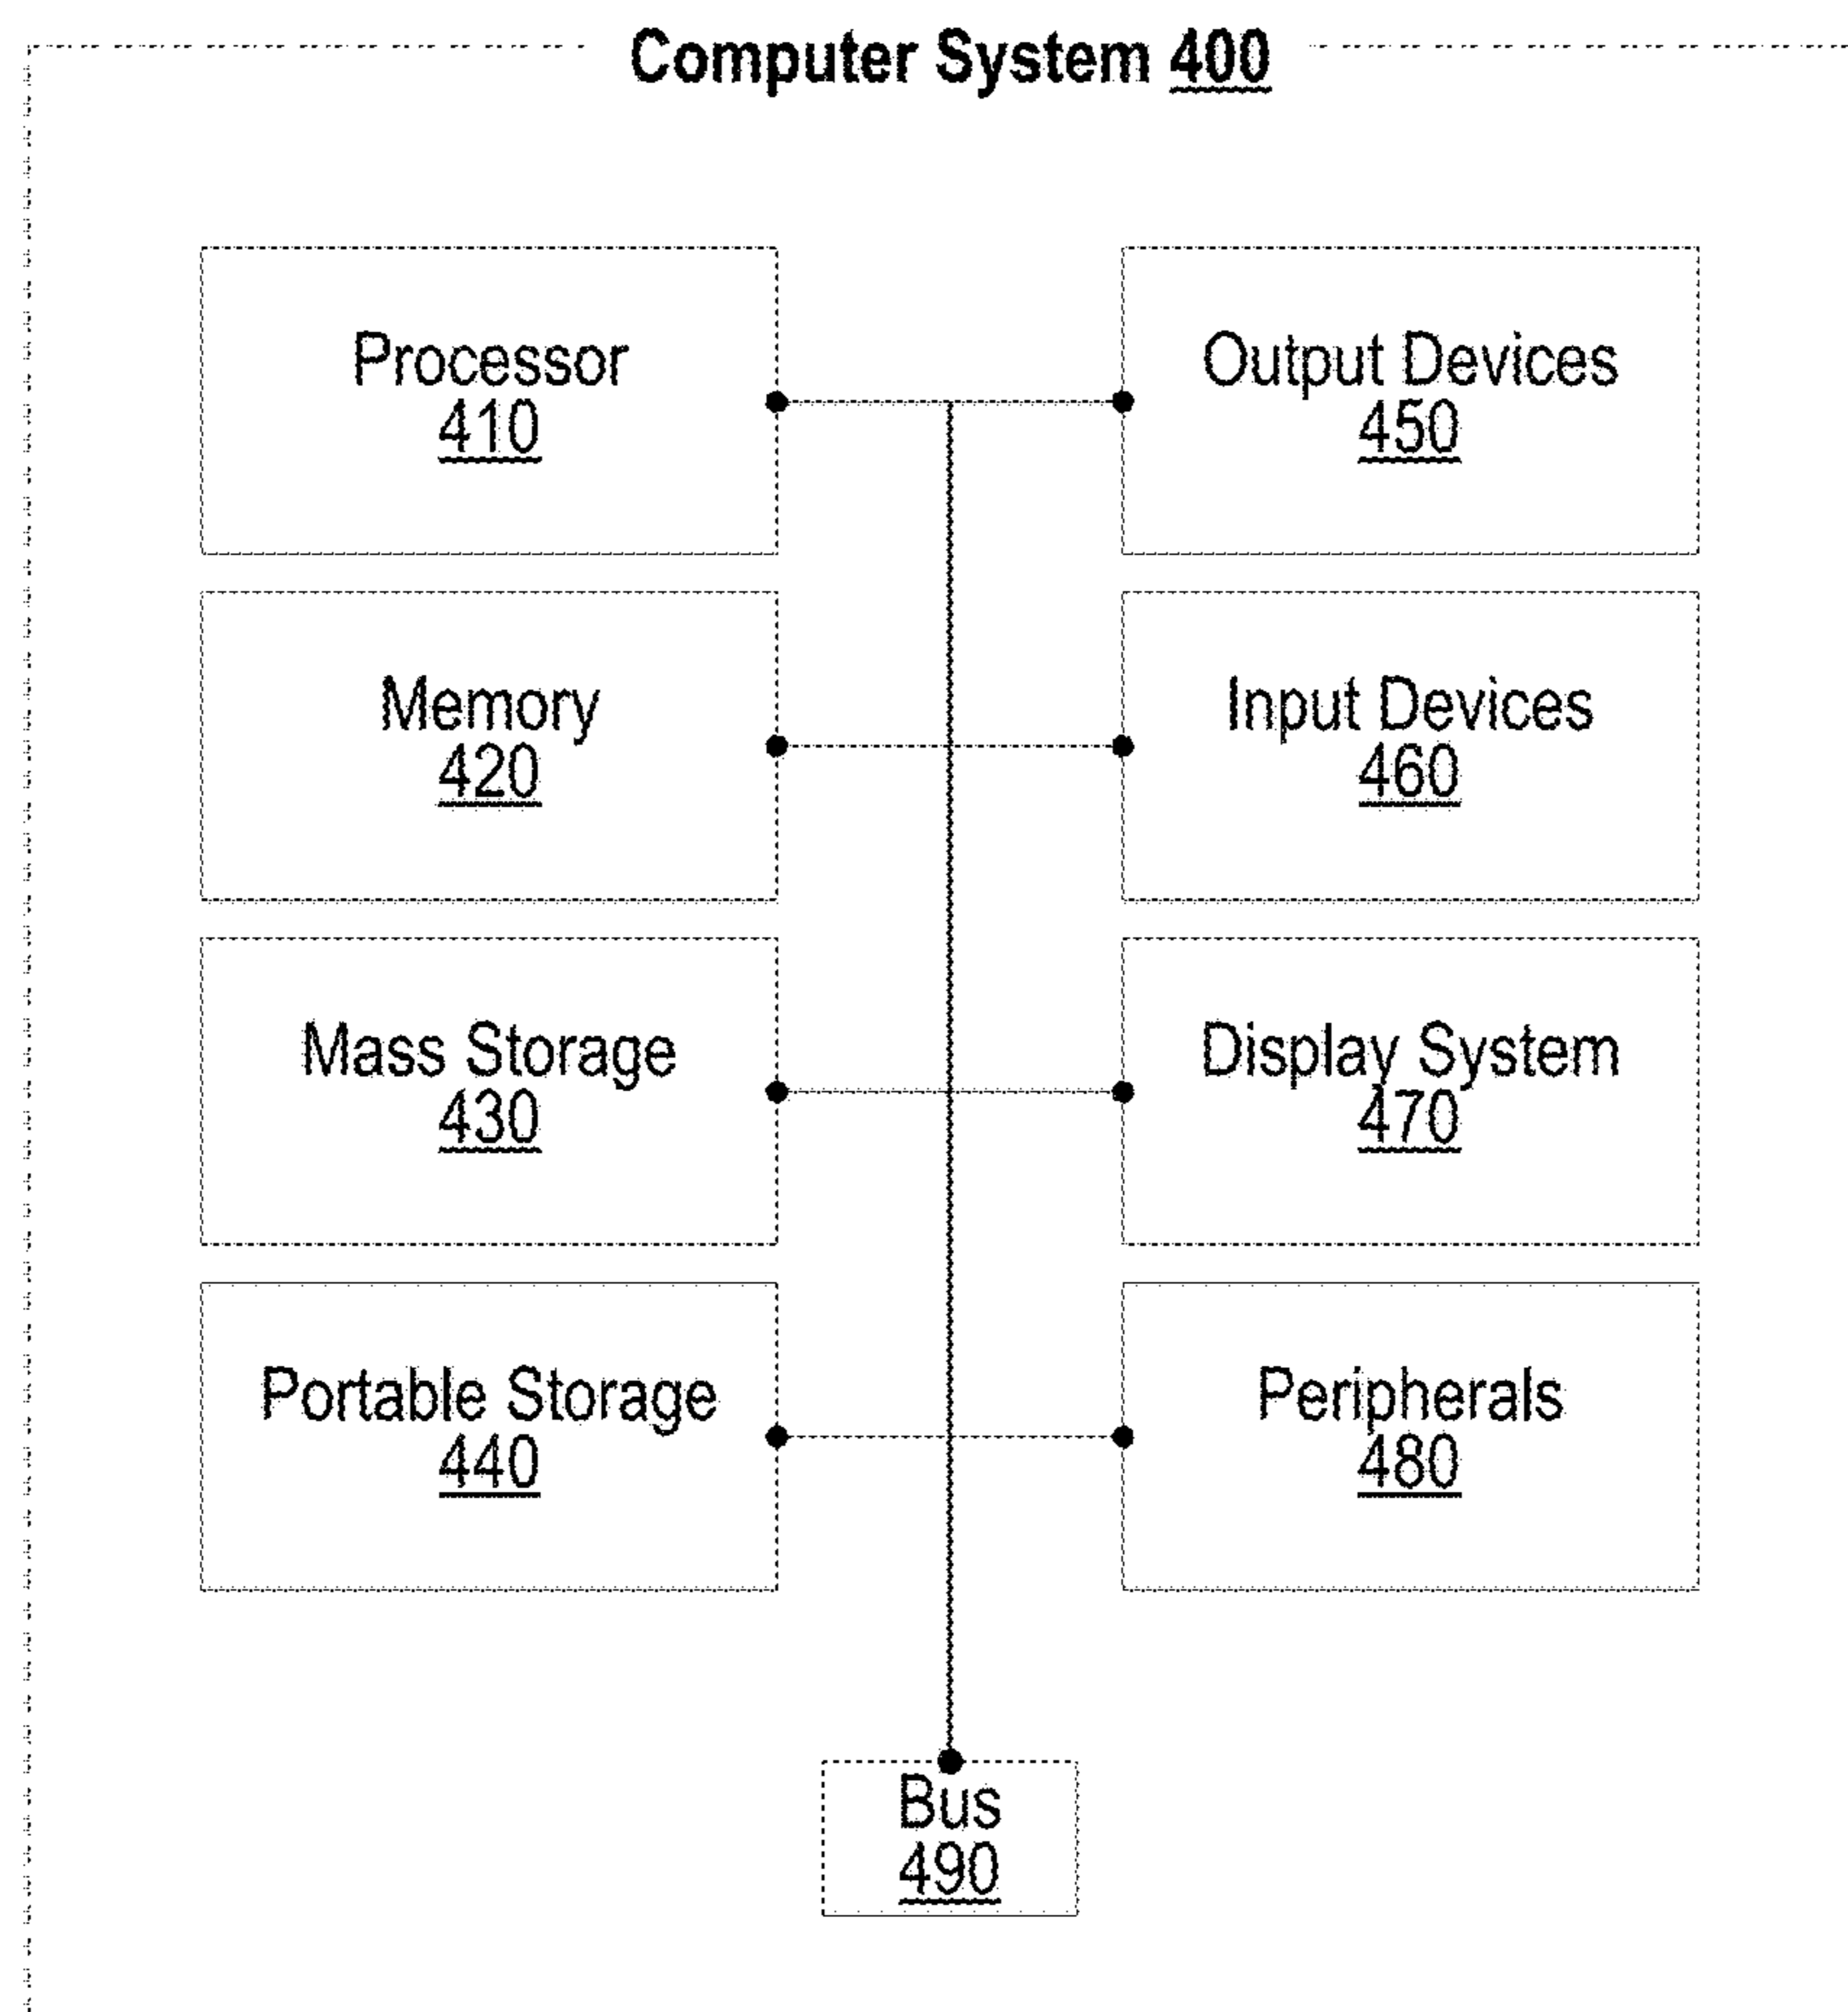 Computer System 400
Processor
410
Output Devices
450
Memory
420
Input Devices
460
Mass Storage
430
Display System
470
Portable Storage
440
Peripherals
480
Bus
490